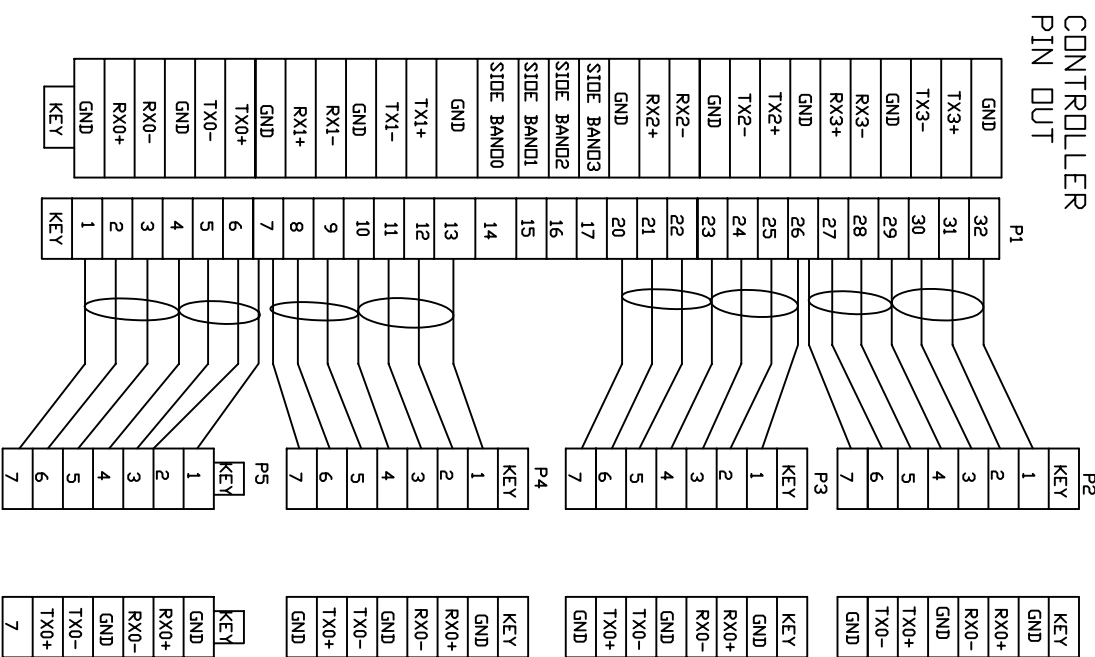 CONTROLLER
PIN OUT
GND
TX3+
TX3-
GND
RX3-
RX3+
GND
TX2+
TX2-
GND
RX2-
RX2+
GND
SIDE BAND3
SIDE BAND2
SIDE BAND1
SIDE BAND0
GND
TX1+
TX1-
GND
RX1-
RX1+
GND
TX0+
TX0-
GND
RX0-
RX0+
GND
KEY
P1
32
31
30
29
28
27
26
25
24
23
22
21
20
17
16
15
14
13
12
11
10
9
8
7
6
5
4
3
2
1
KEY
P2
KEY
1
2
3
4
5
6
7
P3
KEY
1
2
3
4
5
6
7
P4
KEY
1
2
3
4
5
6
7
P5
KEY
1
2
3
4
5
6
7
KEY
GND
RX0+
RX0-
GND
TX0+
TX0-
GND
KEY
GND
RX0+
RX0-
GND
TX0-
TX0+
GND
KEY
GND
RX0+
RX0-
GND
TX0-
TX0+
GND
KEY
GND
RX0+
RX0-
GND
TX0-
TX0+
7